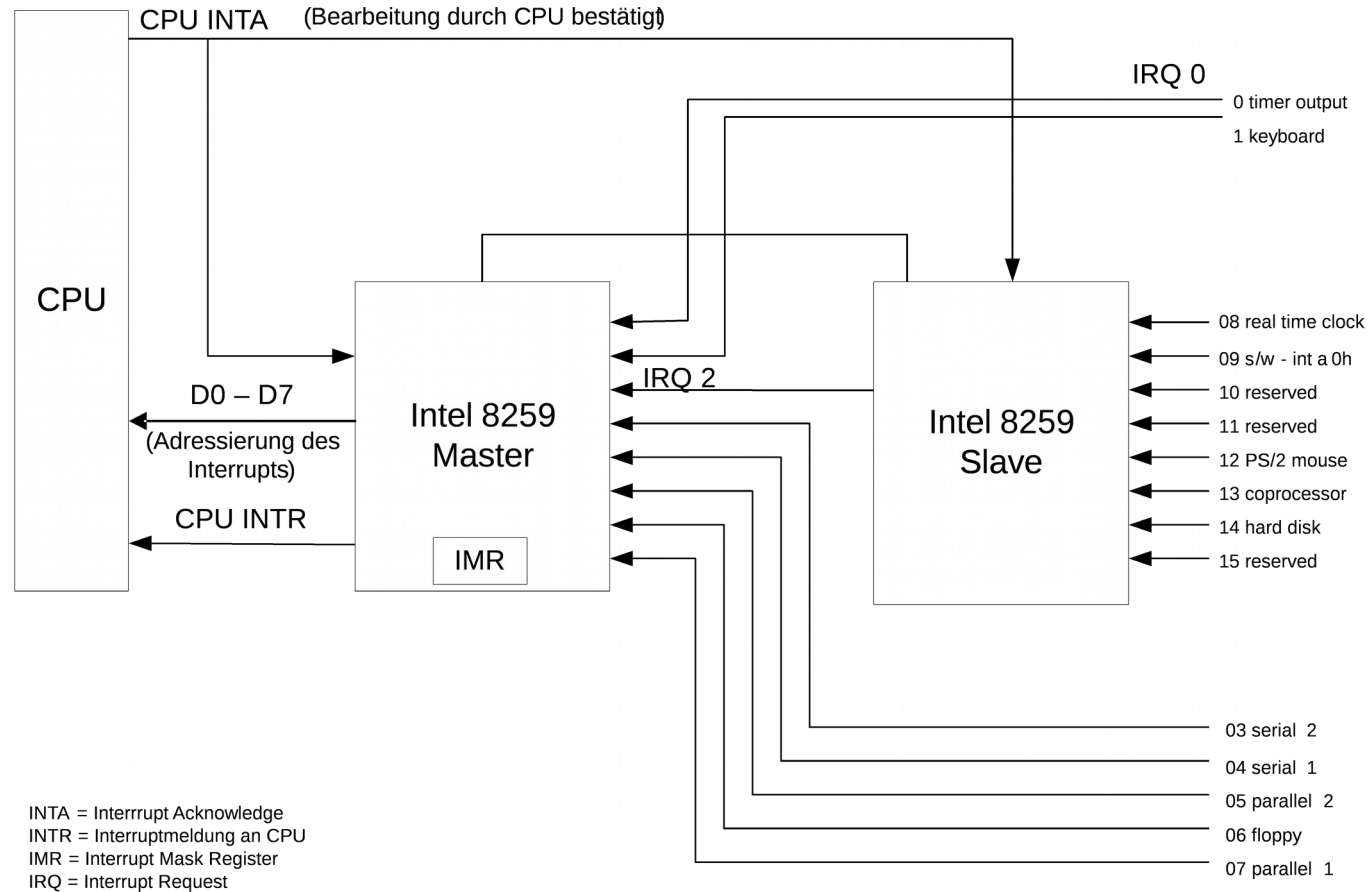 CPU INTA (Bearbeitung durch CPU bestätigt)
IRQ 0
0 timer output
1 keyboard
CPU
D0 – D7
(Adressierung des
Interrupts)
CPU INTR
Intel 8259
Master
IMR
IRQ 2
Intel 8259
Slave
08 real time clock
09 s/w - int a 0h
10 reserved
11 reserved
12 PS/2 mouse
13 coprocessor
14 hard disk
15 reserved
03 serial 2
04 serial 1
05 parallel 2
06 floppy
07 parallel 1
INTA = Interrrupt Acknowledge
INTR = Interruptmeldung an CPU
IMR = Interrupt Mask Register
IRQ = Interrupt Request